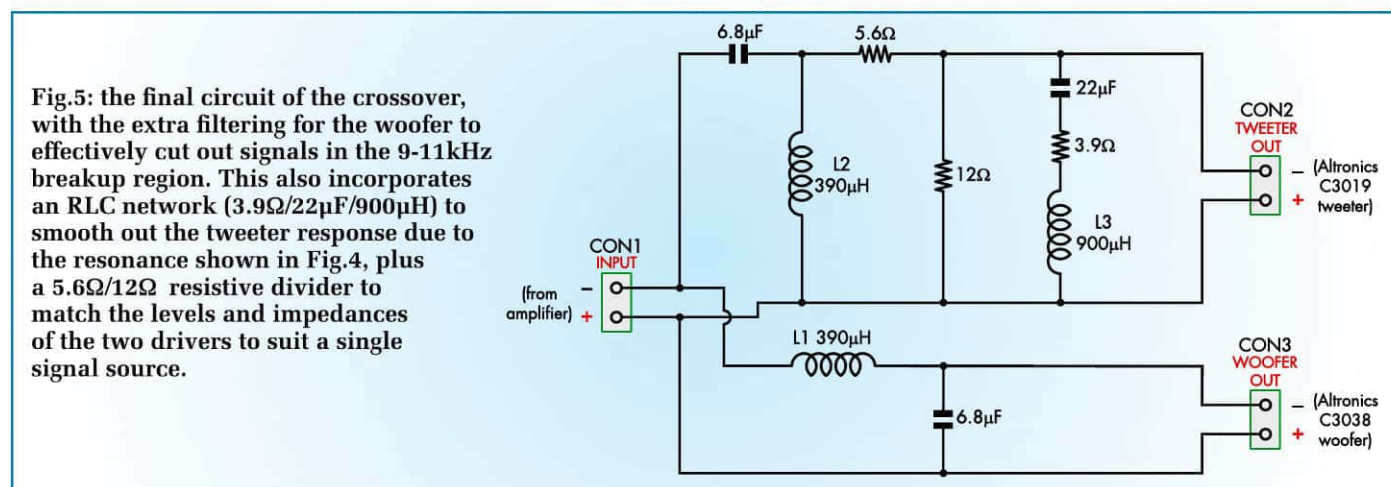 Fig.5: the final circuit of the crossover,
with the extra filtering for the woofer to
effectively cut out signals in the 9-11kHz
breakup region. This also incorporates
an RLC network (3.9Ω/22µF/900µH) to
smooth out the tweeter response due to
the resonance shown in Fig.4, plus
a 5.6Ω/12Ω resistive divider to
match the levels and impedances
of the two drivers to suit a single
signal source.
6.8µF
5.6Ω
22µF
3.9Ω
L2
390µH
12Ω
L3
900µH
CON2
TWEETER
OUT
–
+
(Altronics
C3019
tweeter)
CON1
INPUT
–
+
(from
amplifier)
L1 390µH
6.8µF
CON3
WOOFER
OUT
–
+
(Altronics
C3038
woofer)